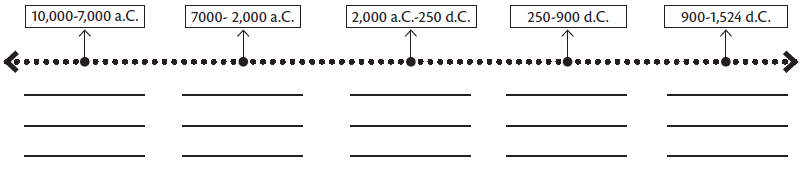 10,000-7,000 a.C.
7000- 2,000 a.C.
2,000 a.C.-250 d.C.
250-900 d.C.
900-1,524 d.C.